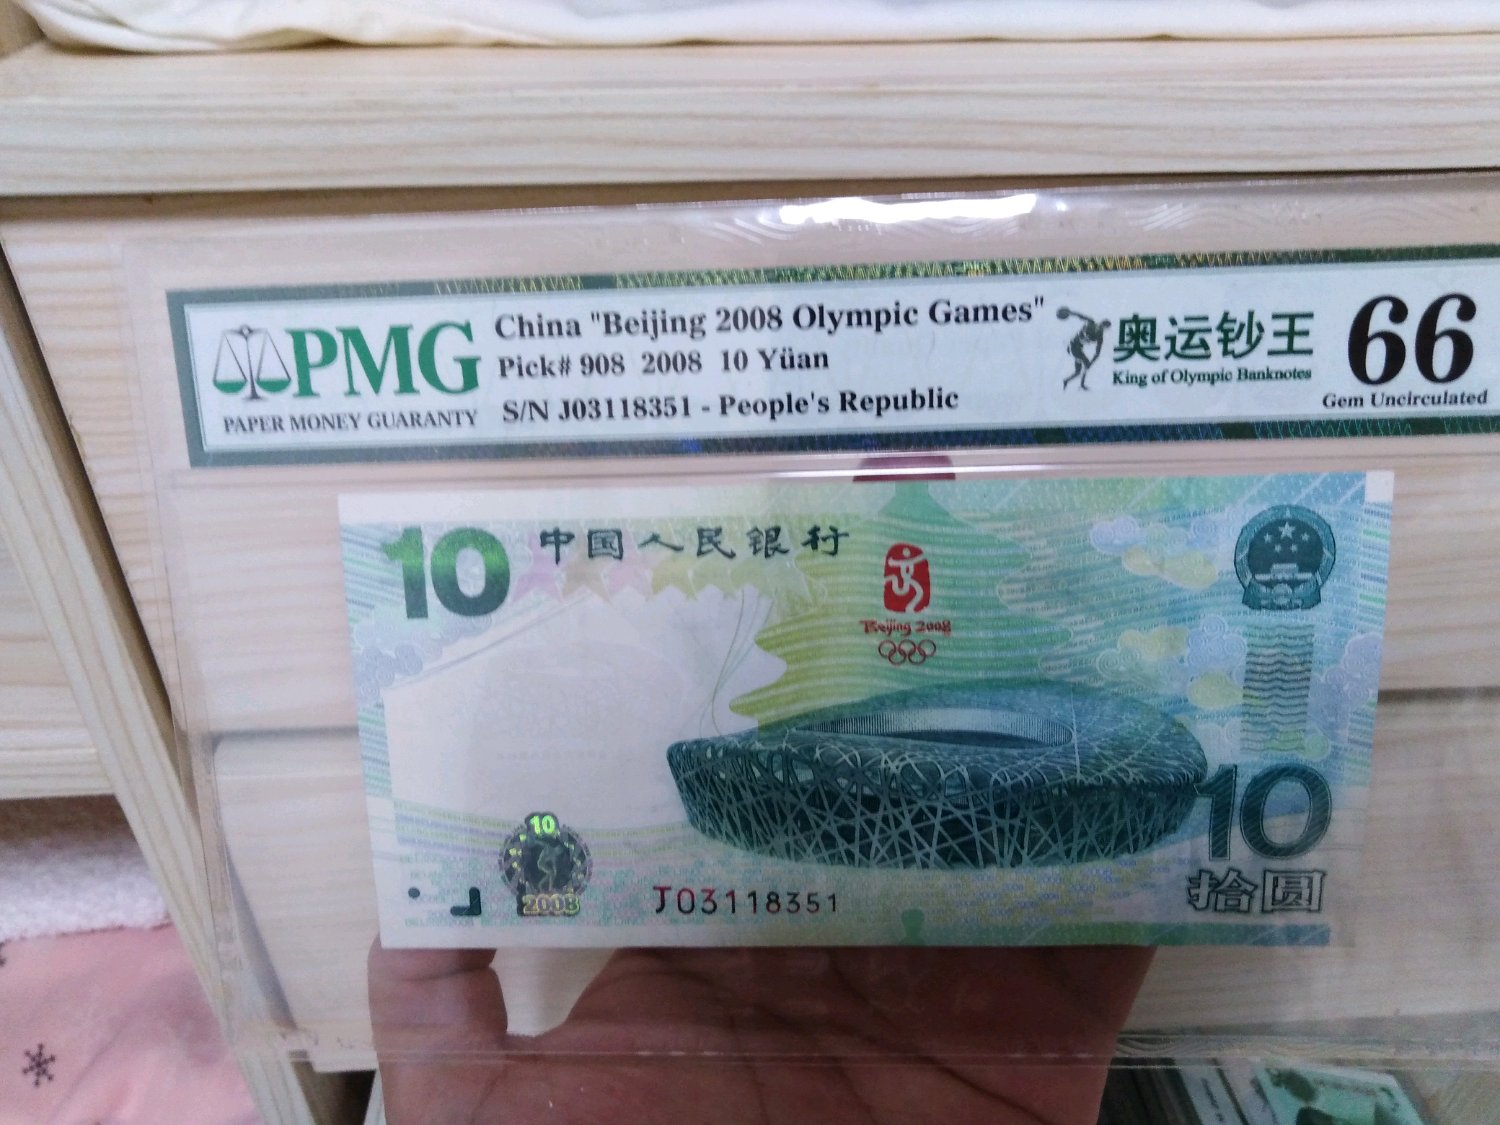 PMG
PAPER MONEY GUARANTY
China "Beijing 2008 Olympic Games"
Pick# 908 2008 10 Yüan
S/N J03118351 - People's Republic
奥运钞王
King of Olympic Banknotes
66
Gem Uncirculated
10
中国人民银行
Beijing 2008
10
2008
J03118351
10
拾圆